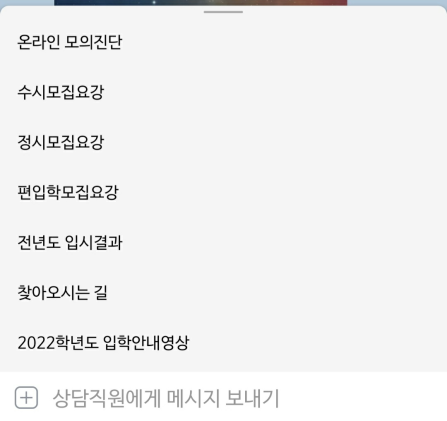 온라인 모의진단
수시모집요강
정시모집요강
편입학모집요강
전년도 입시결과
찾아오시는 길
2022학년도 입학안내영상
상담직원에게 메시지 보내기